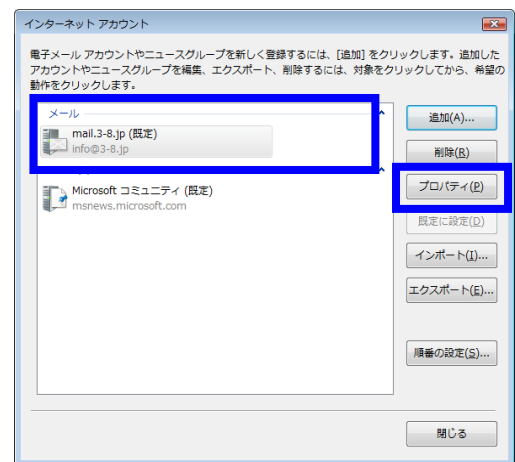 インターネット アカウント
電子メール アカウントやニュースグループを新しく登録するには、[追加] をクリックします。追加した
アカウントやニュースグループを編集、エクスポート、削除するには、対象をクリックしてから、希望の
動作をクリックします。
メール
mail.3-8.jp (既定)
info@3-8.jp
Microsoft コミュニティ (既定)
msnews.microsoft.com
追加(A)...
削除(R)
プロパティ(P)
既定に設定(D)
インポート(I)...
エクスポート(E)...
順番の設定(S)...
閉じる